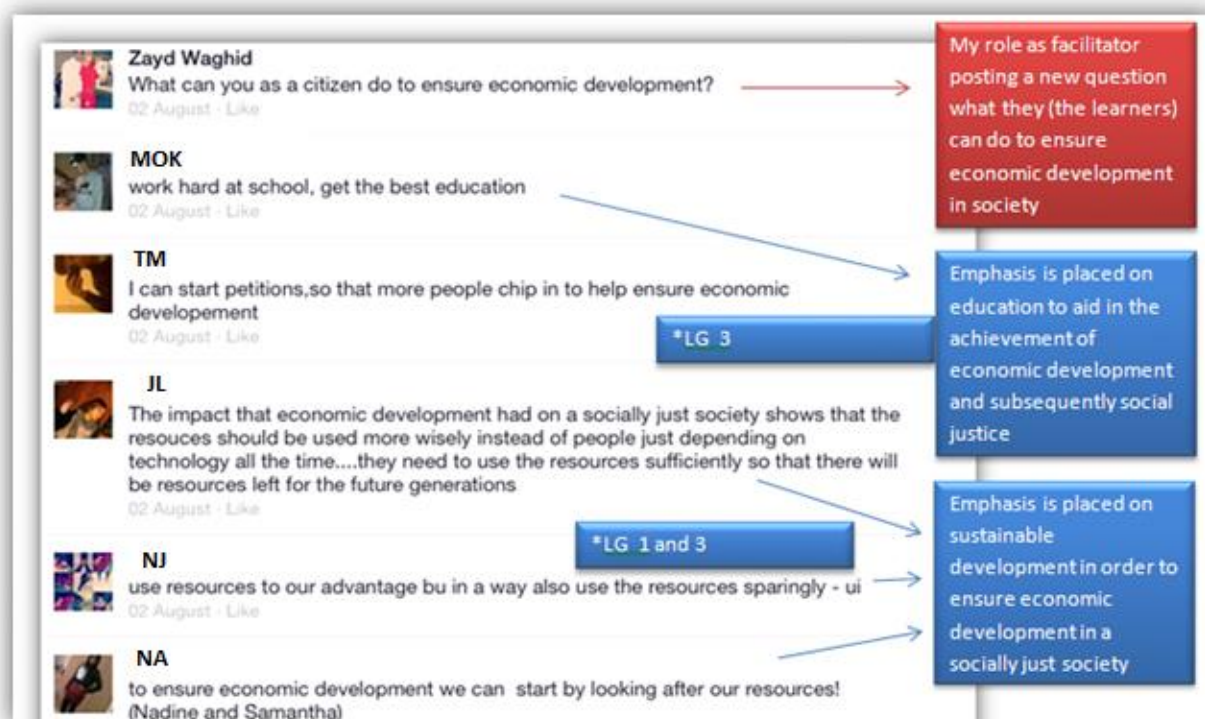 Zayd Waghid
What can you as a citizen do to ensure economic development?
02 August · Like
My role as facilitator
posting a new question
what they (the learners)
can do to ensure
economic development
in society
MOK
work hard at school, get the best education
02 August · Like
TM
I can start petitions,so that more people chip in to help ensure economic
developement
02 August · Like
*LG 3
Emphasis is placed on
education to aid in the
achievement of
economic development
and subsequently social
justice
JL
The impact that economic development had on a socially just society shows that the
resouces should be used more wisely instead of people just depending on
technology all the time....they need to use the resources sufficiently so that there will
be resources left for the future generations
02 August · Like
*LG 1 and 3
Emphasis is placed on
sustainable
development in order to
ensure economic
development in a
socially just society
NJ
use resources to our advantage bu in a way also use the resources sparingly - ui
02 August · Like
NA
to ensure economic development we can start by looking after our resources!
(Nadine and Samantha)